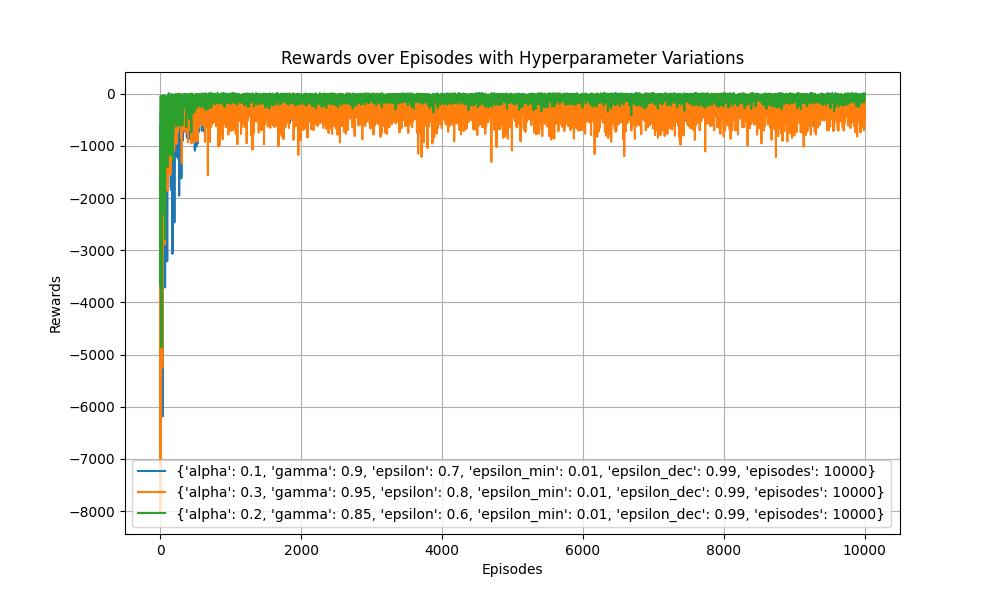 Rewards over Episodes with Hyperparameter Variations
0
−1000
−2000
−3000
−4000
−5000
−6000
−7000
−8000
Rewards
{'alpha': 0.1, 'gamma': 0.9, 'epsilon': 0.7, 'epsilon_min': 0.01, 'epsilon_dec': 0.99, 'episodes': 10000}
{'alpha': 0.3, 'gamma': 0.95, 'epsilon': 0.8, 'epsilon_min': 0.01, 'epsilon_dec': 0.99, 'episodes': 10000}
{'alpha': 0.2, 'gamma': 0.85, 'epsilon': 0.6, 'epsilon_min': 0.01, 'epsilon_dec': 0.99, 'episodes': 10000}
0 2000 4000 6000 8000 10000
Episodes